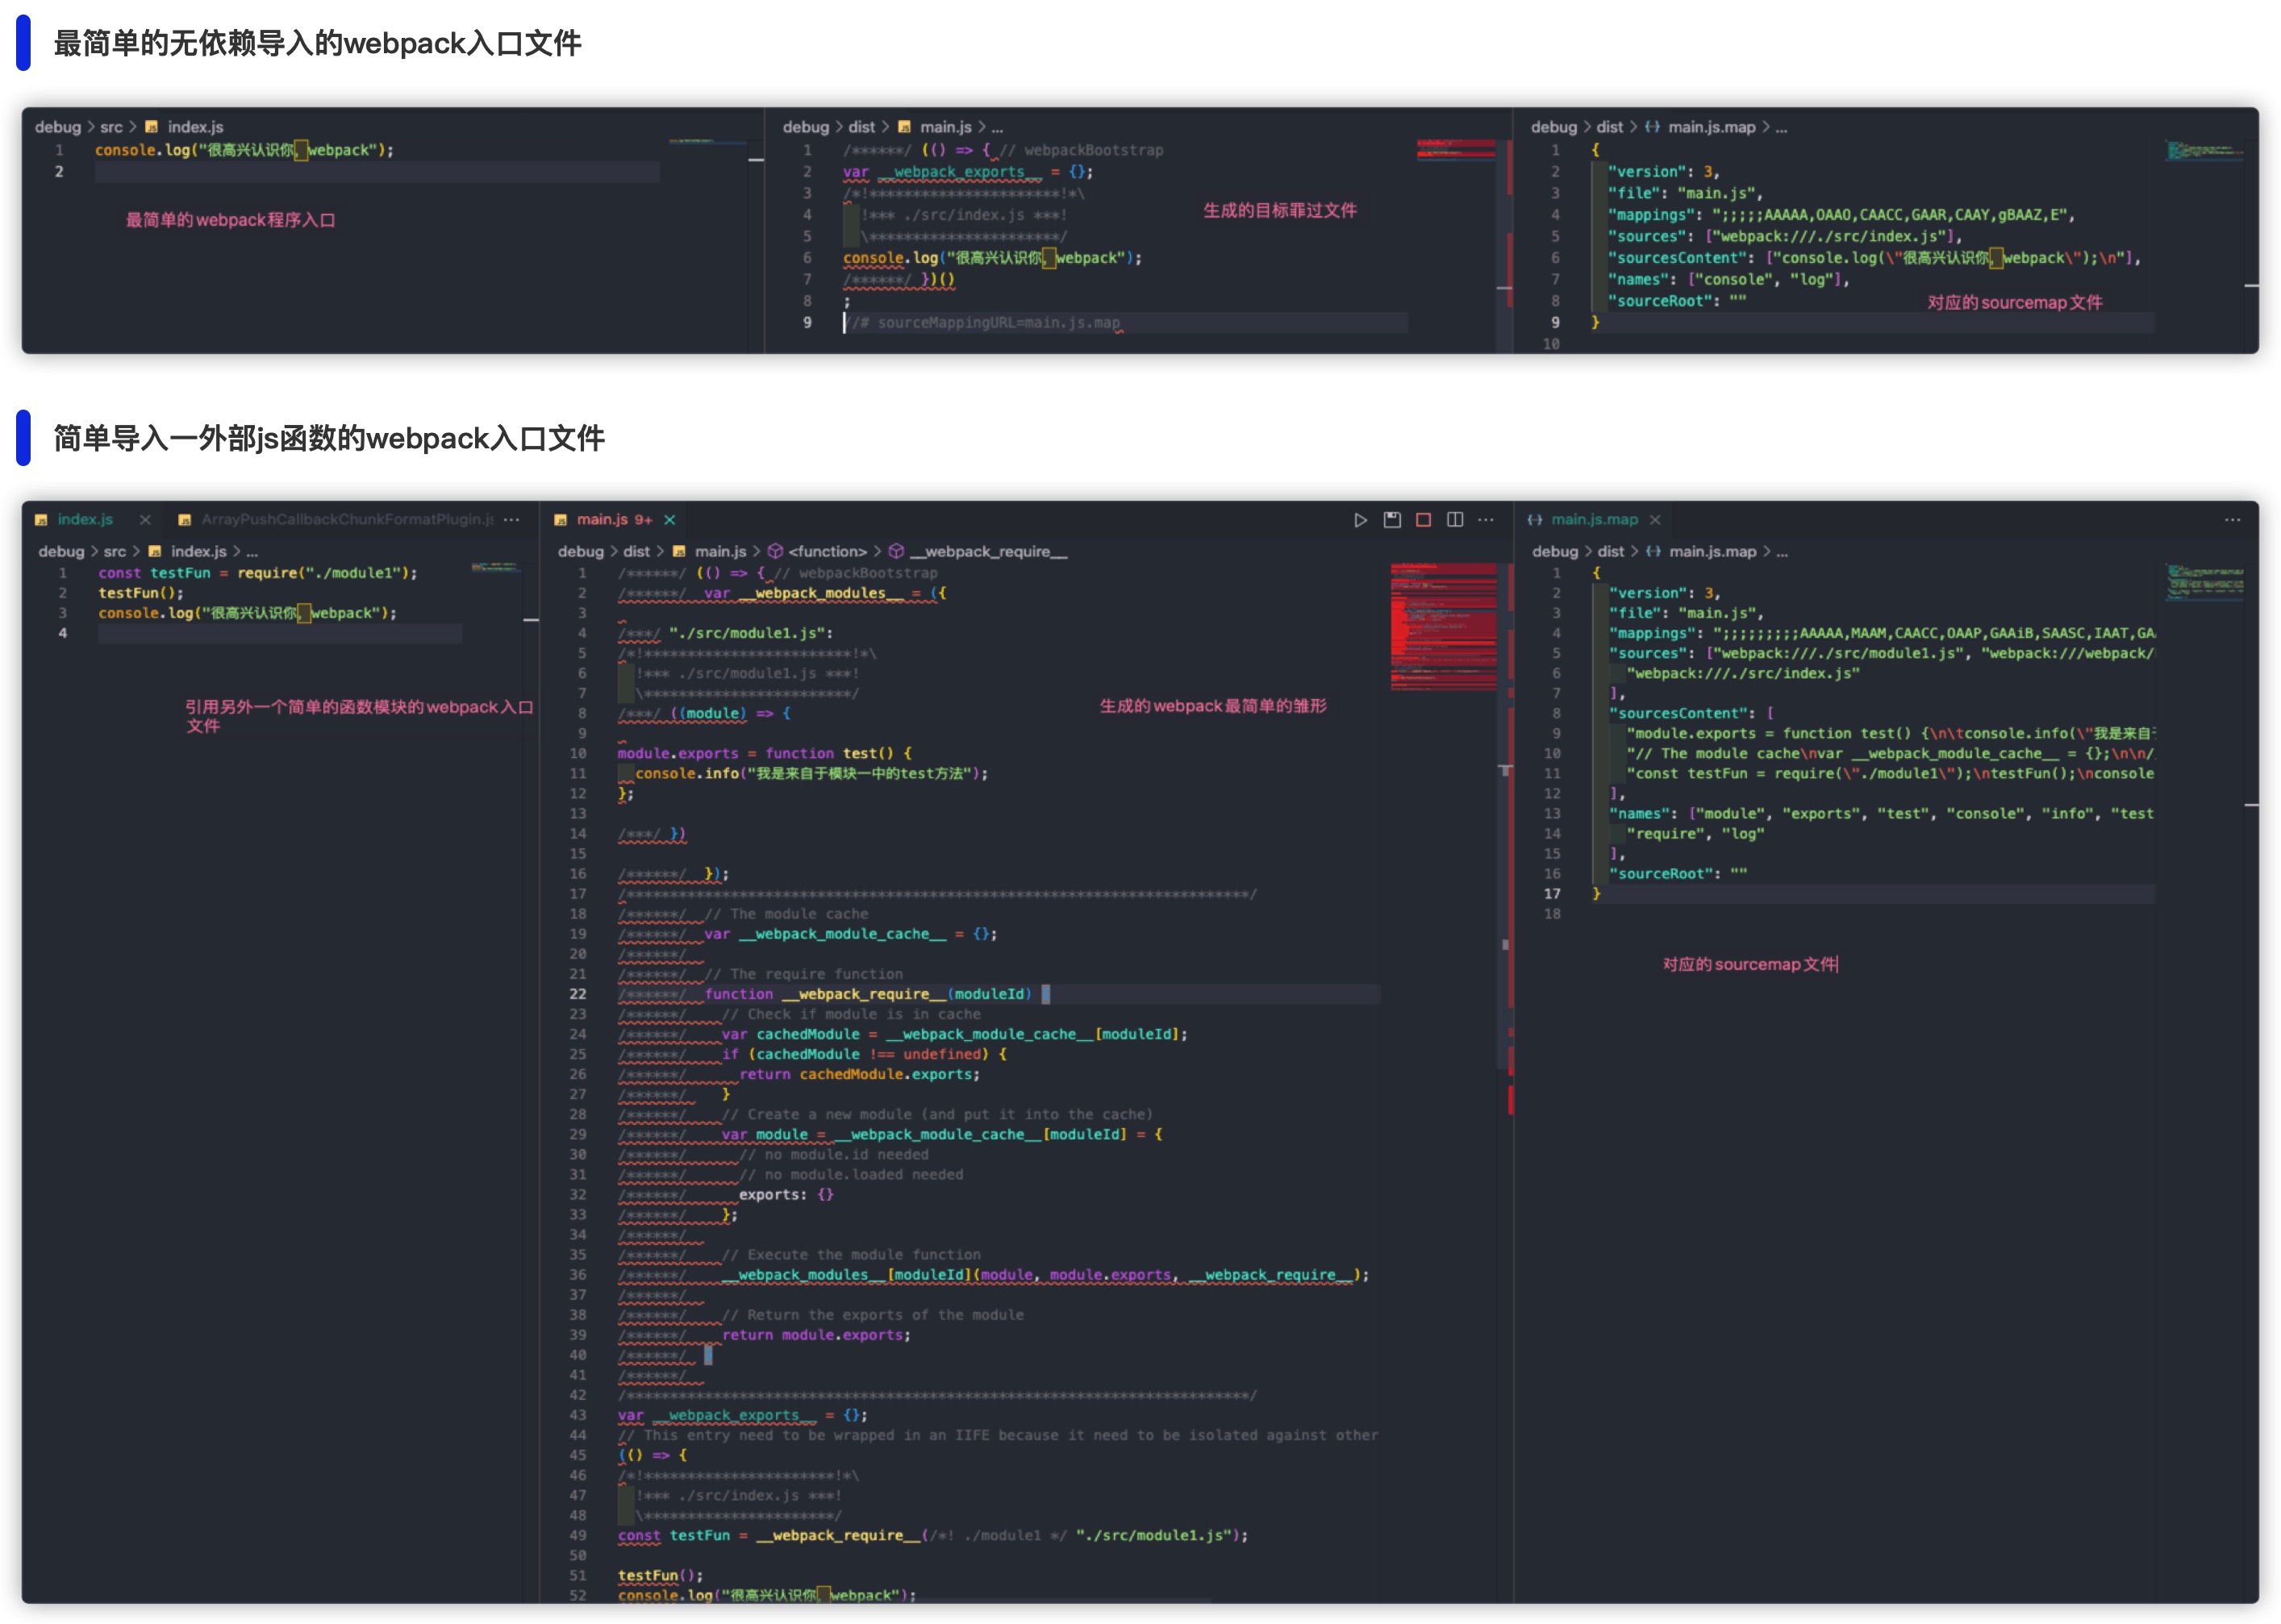 最简单的无依赖导入的webpack入口文件
debug > src > JS index.js
1 console.log("很高兴认识你，webpack");
2
最简单的webpack程序入口
debug > dist > JS main.js > ...
1 /******/ (() => { // webpackBootstrap
2 var __webpack_exports__ = {};
3 /*!**********************!*\
4   !*** ./src/index.js ***!
5   \**********************/
6 console.log("很高兴认识你，webpack");
7 /******/ })()
8 ;
9 //# sourceMappingURL=main.js.map
生成的目标罪过文件
debug > dist > {} main.js.map > ...
1 {
2   "version": 3,
3   "file": "main.js",
4   "mappings": ";;;;;AAAAA,OAAO,CAACC,GAAR,CAAY,gBAAZ,E",
5   "sources": ["webpack:///./src/index.js"],
6   "sourcesContent": ["console.log(\"很高兴认识你，webpack\");\n"],
7   "names": ["console", "log"],
8   "sourceRoot": ""
9 }
10
对应的sourcemap文件
简单导入一外部js函数的webpack入口文件
JS index.js × JS ArrayPushCallbackChunkFormatPlugin.js ...
debug > src > JS index.js > ...
1 const testFun = require("./module1");
2 testFun();
3 console.log("很高兴认识你，webpack");
4
引用另外一个简单的函数模块的webpack入口
文件
JS main.js 9+ ×
debug > dist > JS main.js > <function> > __webpack_require__
1 /******/ (() => { // webpackBootstrap
2 /******/ var __webpack_modules__ = ({
3
4 /***/ "./src/module1.js":
5 /*!************************!*\
6   !*** ./src/module1.js ***!
7   \************************/
8 /***/ ((module) => {
9
10 module.exports = function test() {
11   console.info("我是来自于模块一中的test方法");
12 };
13
14 /***/ })
15
16 /******/ });
17 /************************************************************************/
18 /******/ // The module cache
19 /******/ var __webpack_module_cache__ = {};
20 /******/
21 /******/ // The require function
22 /******/ function __webpack_require__(moduleId) {
23 /******/ // Check if module is in cache
24 /******/ var cachedModule = __webpack_module_cache__[moduleId];
25 /******/ if (cachedModule !== undefined) {
26 /******/ return cachedModule.exports;
27 /******/ }
28 /******/ // Create a new module (and put it into the cache)
29 /******/ var module = __webpack_module_cache__[moduleId] = {
30 /******/ // no module.id needed
31 /******/ // no module.loaded needed
32 /******/ exports: {}
33 /******/ };
34 /******/
35 /******/ // Execute the module function
36 /******/ __webpack_modules__[moduleId](module, module.exports, __webpack_require__);
37 /******/
38 /******/ // Return the exports of the module
39 /******/ return module.exports;
40 /******/ }
41 /******/
42 /************************************************************************/
43 var __webpack_exports__ = {};
44 // This entry need to be wrapped in an IIFE because it need to be isolated against other
45 (() => {
46 /*!**********************!*\
47   !*** ./src/index.js ***!
48   \**********************/
49 const testFun = __webpack_require__(/*! ./module1 */ "./src/module1.js");
50
51 testFun();
52 console.log("很高兴认识你，webpack");
生成的webpack最简单的雏形
{} main.js.map × ...
debug > dist > {} main.js.map > ...
1 {
2   "version": 3,
3   "file": "main.js",
4   "mappings": ";;;;;;;;;AAAAA,MAAM,CAACC,OAAP,GAAiB,SAASC,IAAT,GA
5   "sources": ["webpack:///./src/module1.js", "webpack:///webpack/
6     "webpack:///./src/index.js"
7   ],
8   "sourcesContent": [
9     "module.exports = function test() {\n\tconsole.info(\"我是来自
10     "// The module cache\nvar __webpack_module_cache__ = {};\n\n/
11     "const testFun = require(\"./module1\");\ntestFun();\nconsole
12   ],
13   "names": ["module", "exports", "test", "console", "info", "test
14     "require", "log"
15   ],
16   "sourceRoot": ""
17 }
18
对应的sourcemap文件